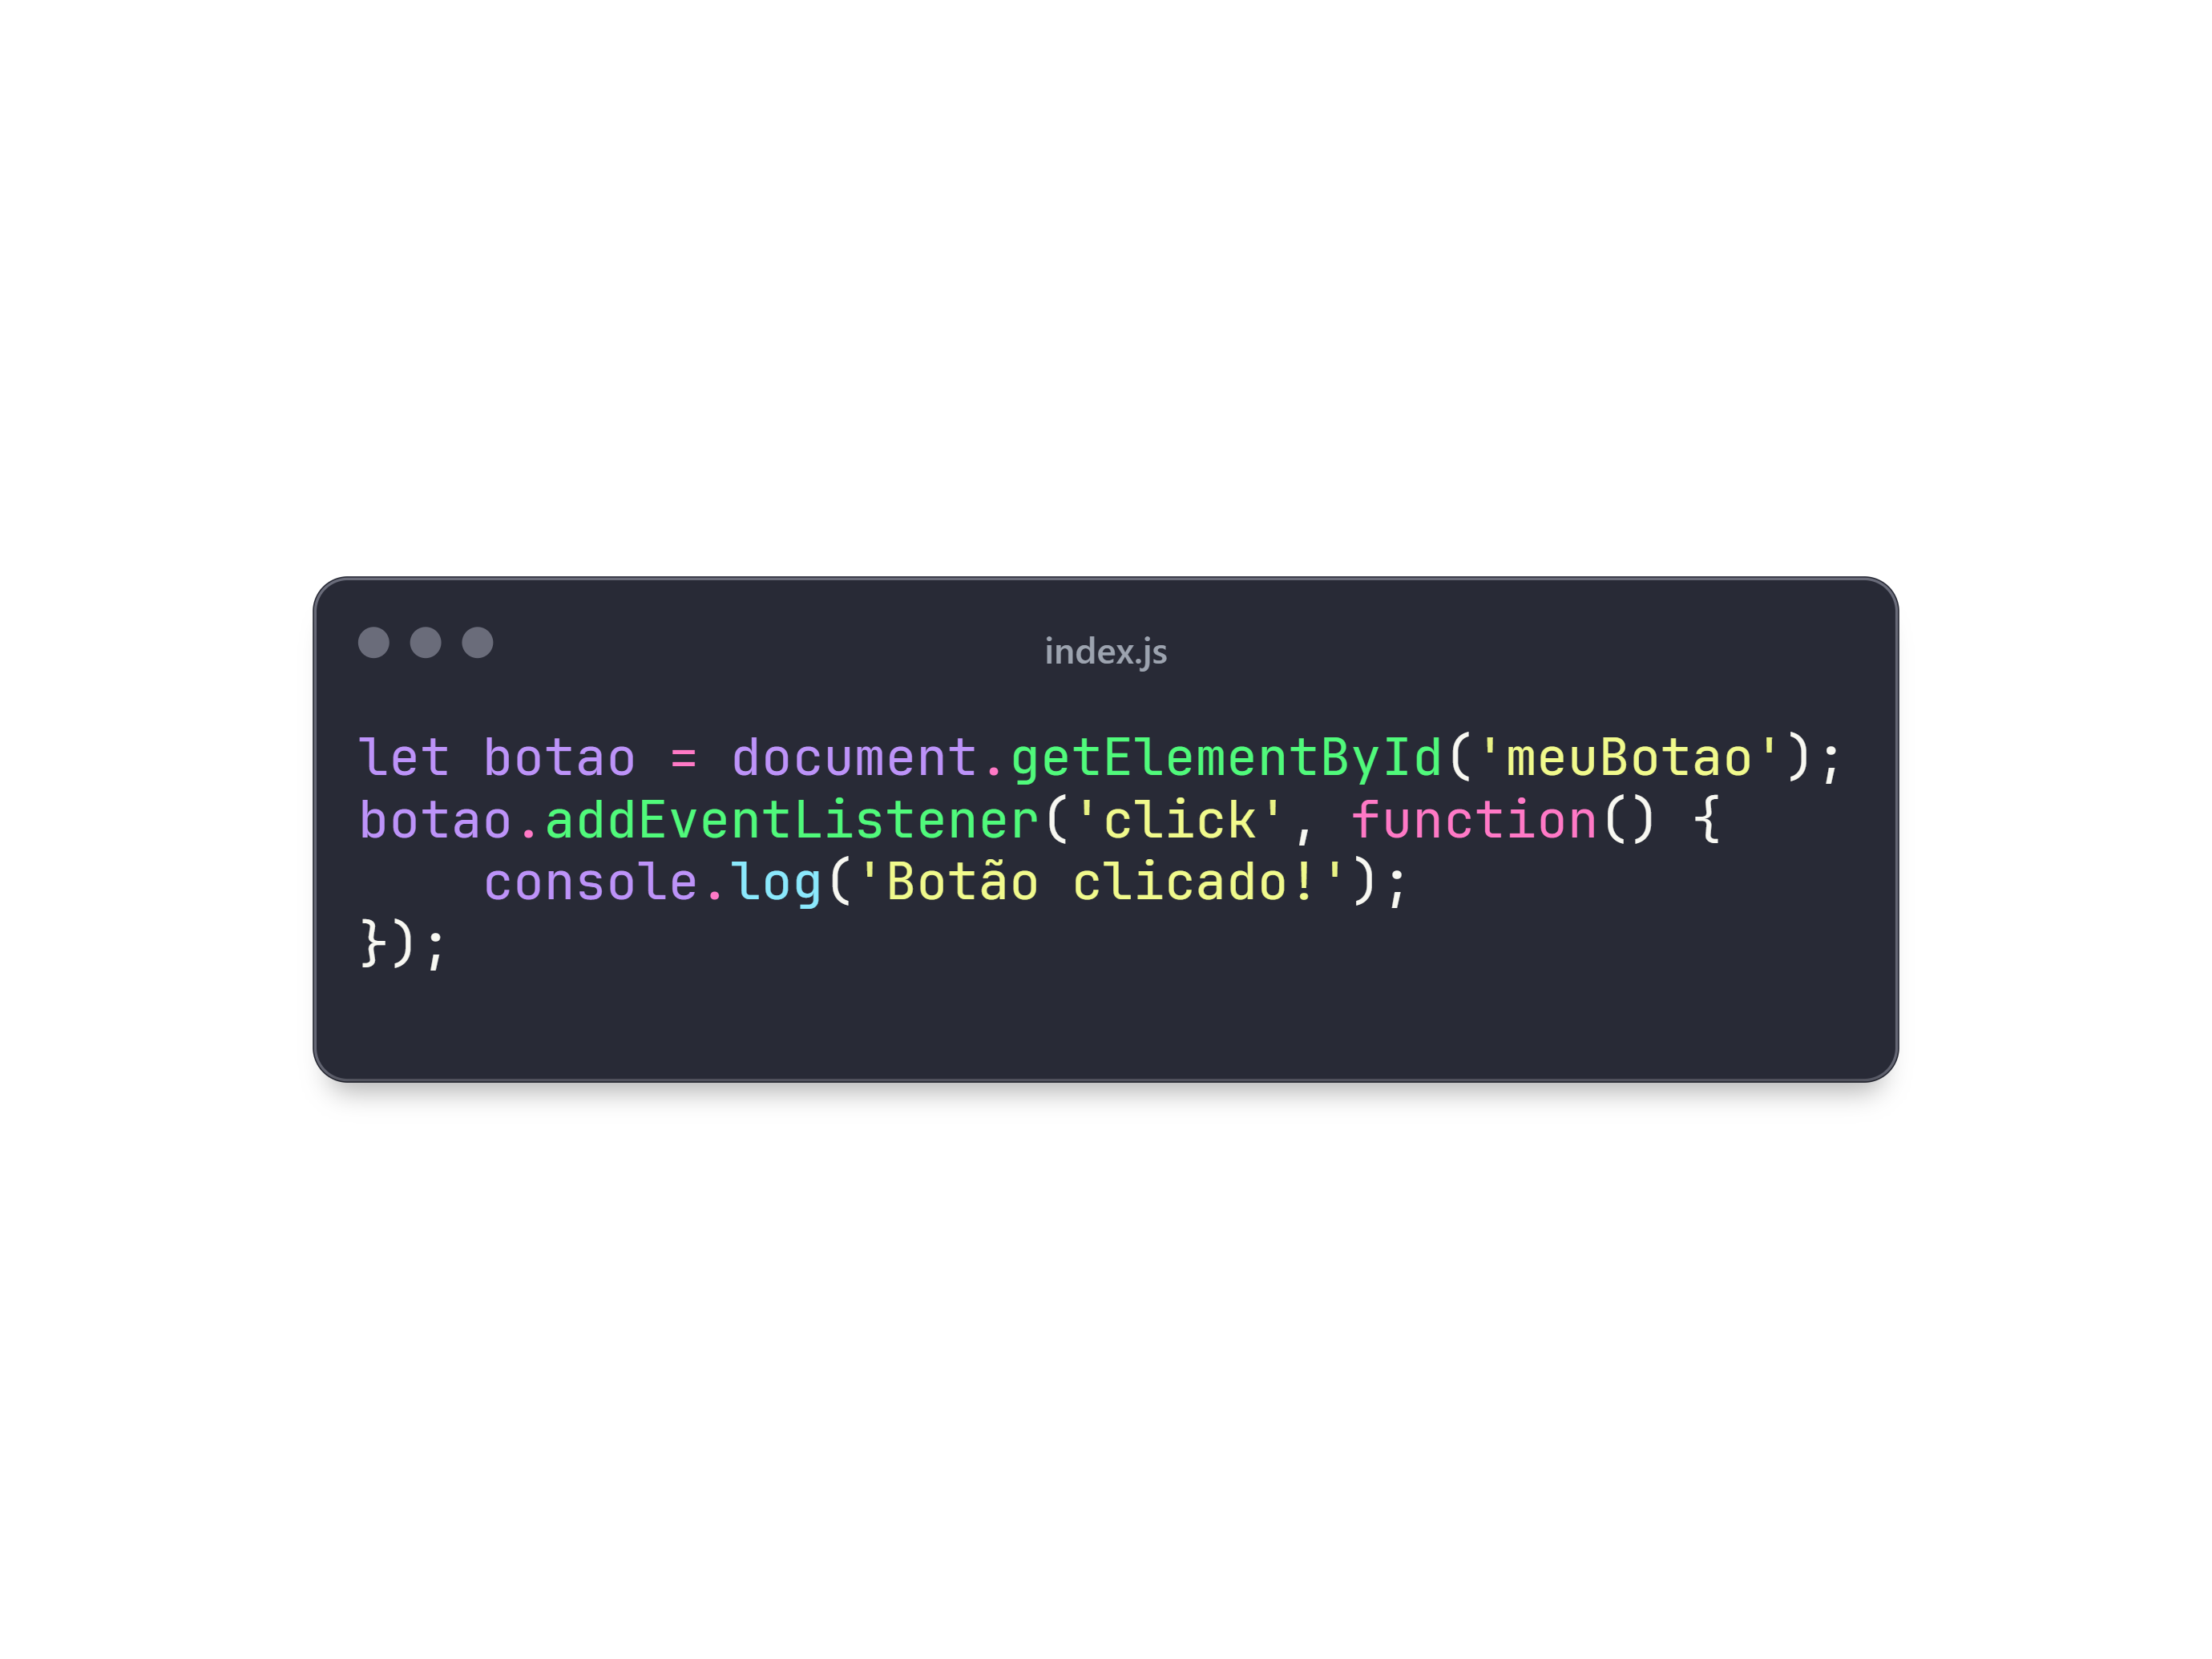 index.js
let botao = document.getElementById('meuBotao');
botao.addEventListener('click', function() {
    console.log('Botão clicado!');
});